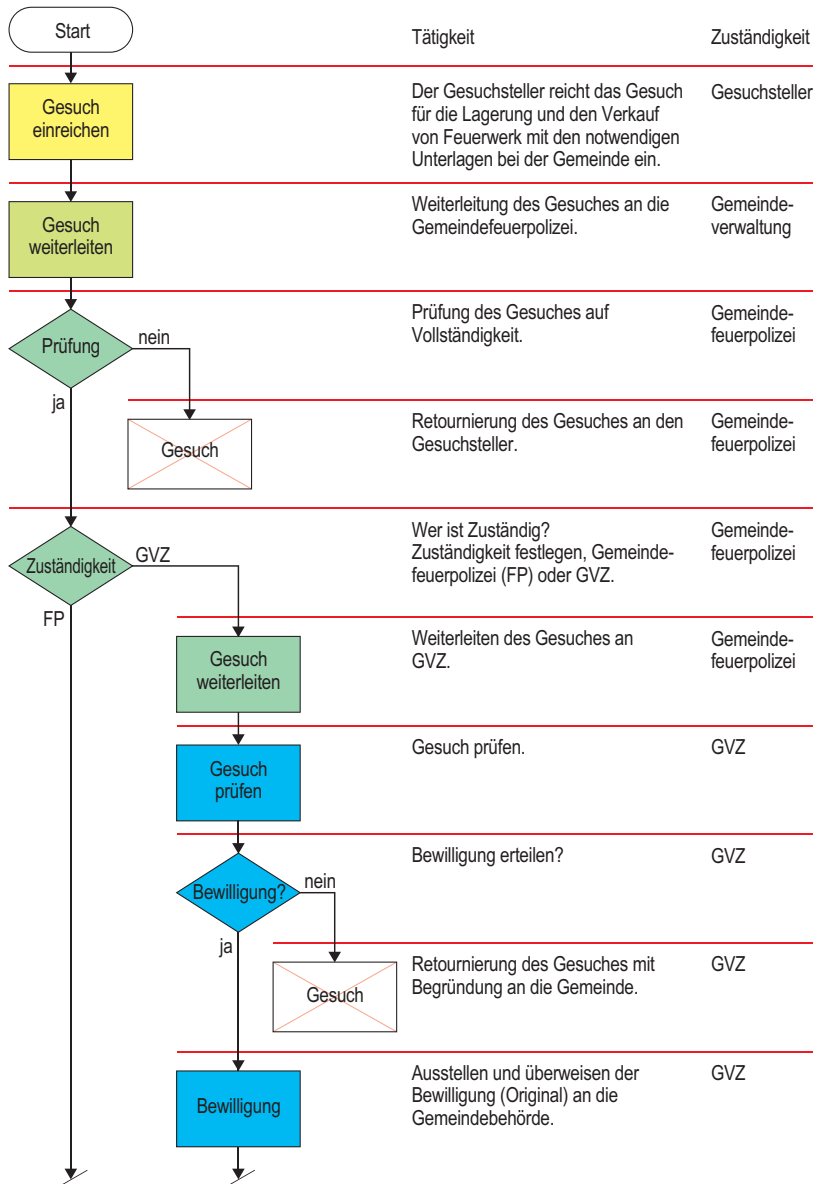 Start
Tätigkeit
Zuständigkeit
Gesuch
einreichen
Der Gesuchsteller reicht das Gesuch
für die Lagerung und den Verkauf
von Feuerwerk mit den notwendigen
Unterlagen bei der Gemeinde ein.
Gesuchsteller
Gesuch
weiterleiten
Weiterleitung des Gesuches an die
Gemeindefeuerpolizei.
Gemeinde-
verwaltung
Prüfung
nein
ja
Prüfung des Gesuches auf
Vollständigkeit.
Gemeinde-
feuerpolizei
Gesuch
Retournierung des Gesuches an den
Gesuchsteller.
Gemeinde-
feuerpolizei
Zuständigkeit
GVZ
FP
Wer ist Zuständig?
Zuständigkeit festlegen, Gemeinde-
feuerpolizei (FP) oder GVZ.
Gemeinde-
feuerpolizei
Gesuch
weiterleiten
Weiterleiten des Gesuches an
GVZ.
Gemeinde-
feuerpolizei
Gesuch
prüfen
Gesuch prüfen.
GVZ
Bewilligung?
nein
ja
Bewilligung erteilen?
GVZ
Gesuch
Retournierung des Gesuches mit
Begründung an die Gemeinde.
GVZ
Bewilligung
Ausstellen und überweisen der
Bewilligung (Original) an die
Gemeindebehörde.
GVZ